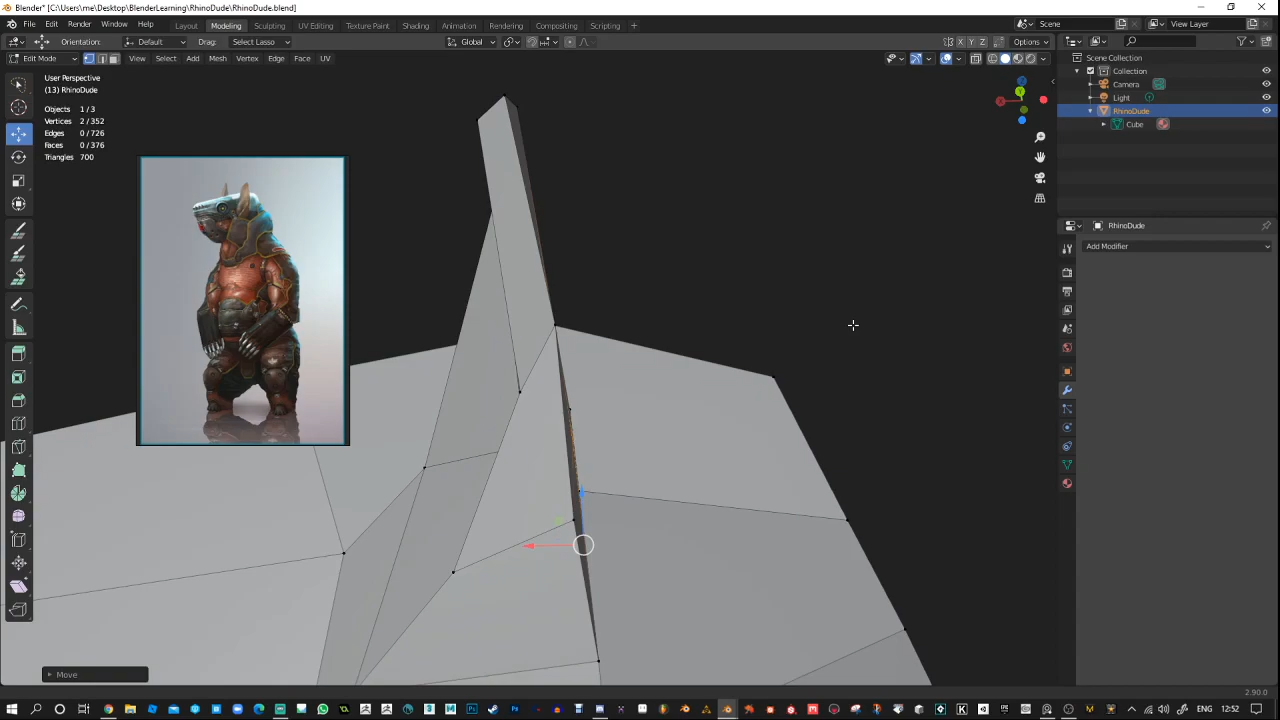 Blender* [C:\Users\me\Desktop\BlenderLearning\RhinoDude\RhinoDude.blend]
File Edit Render Window Help Layout Modeling Sculpting UV Editing Texture Paint Shading Animation Rendering Compositing Scripting +
Scene View Layer
Orientation: Default Drag: Select Lasso Global X Y Z Options
Edit Mode View Select Add Mesh Vertex Edge Face UV
User Perspective
(13) RhinoDude
Objects 1/3
Vertices 2/352
Edges 0/726
Faces 0/376
Triangles 700
Scene Collection
Collection
Camera
Light
RhinoDude
Cube
RhinoDude
Add Modifier
Move
2.90.0
12:52